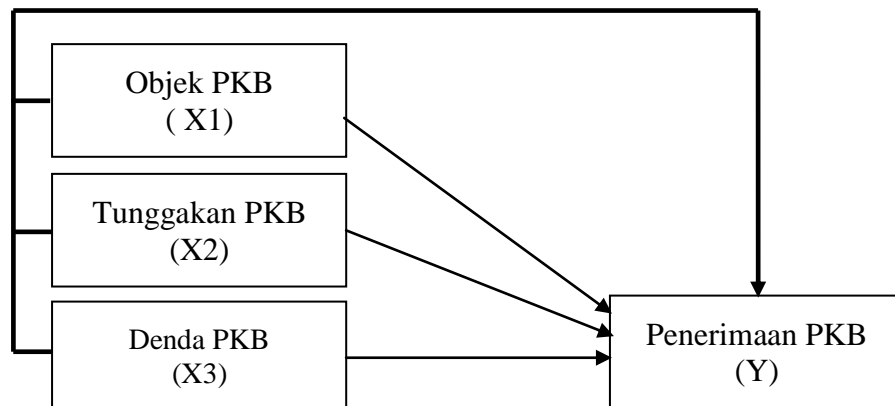 Objek PKB
( X1)
Tunggakan PKB
(X2)
Denda PKB
(X3)
Penerimaan PKB
(Y)